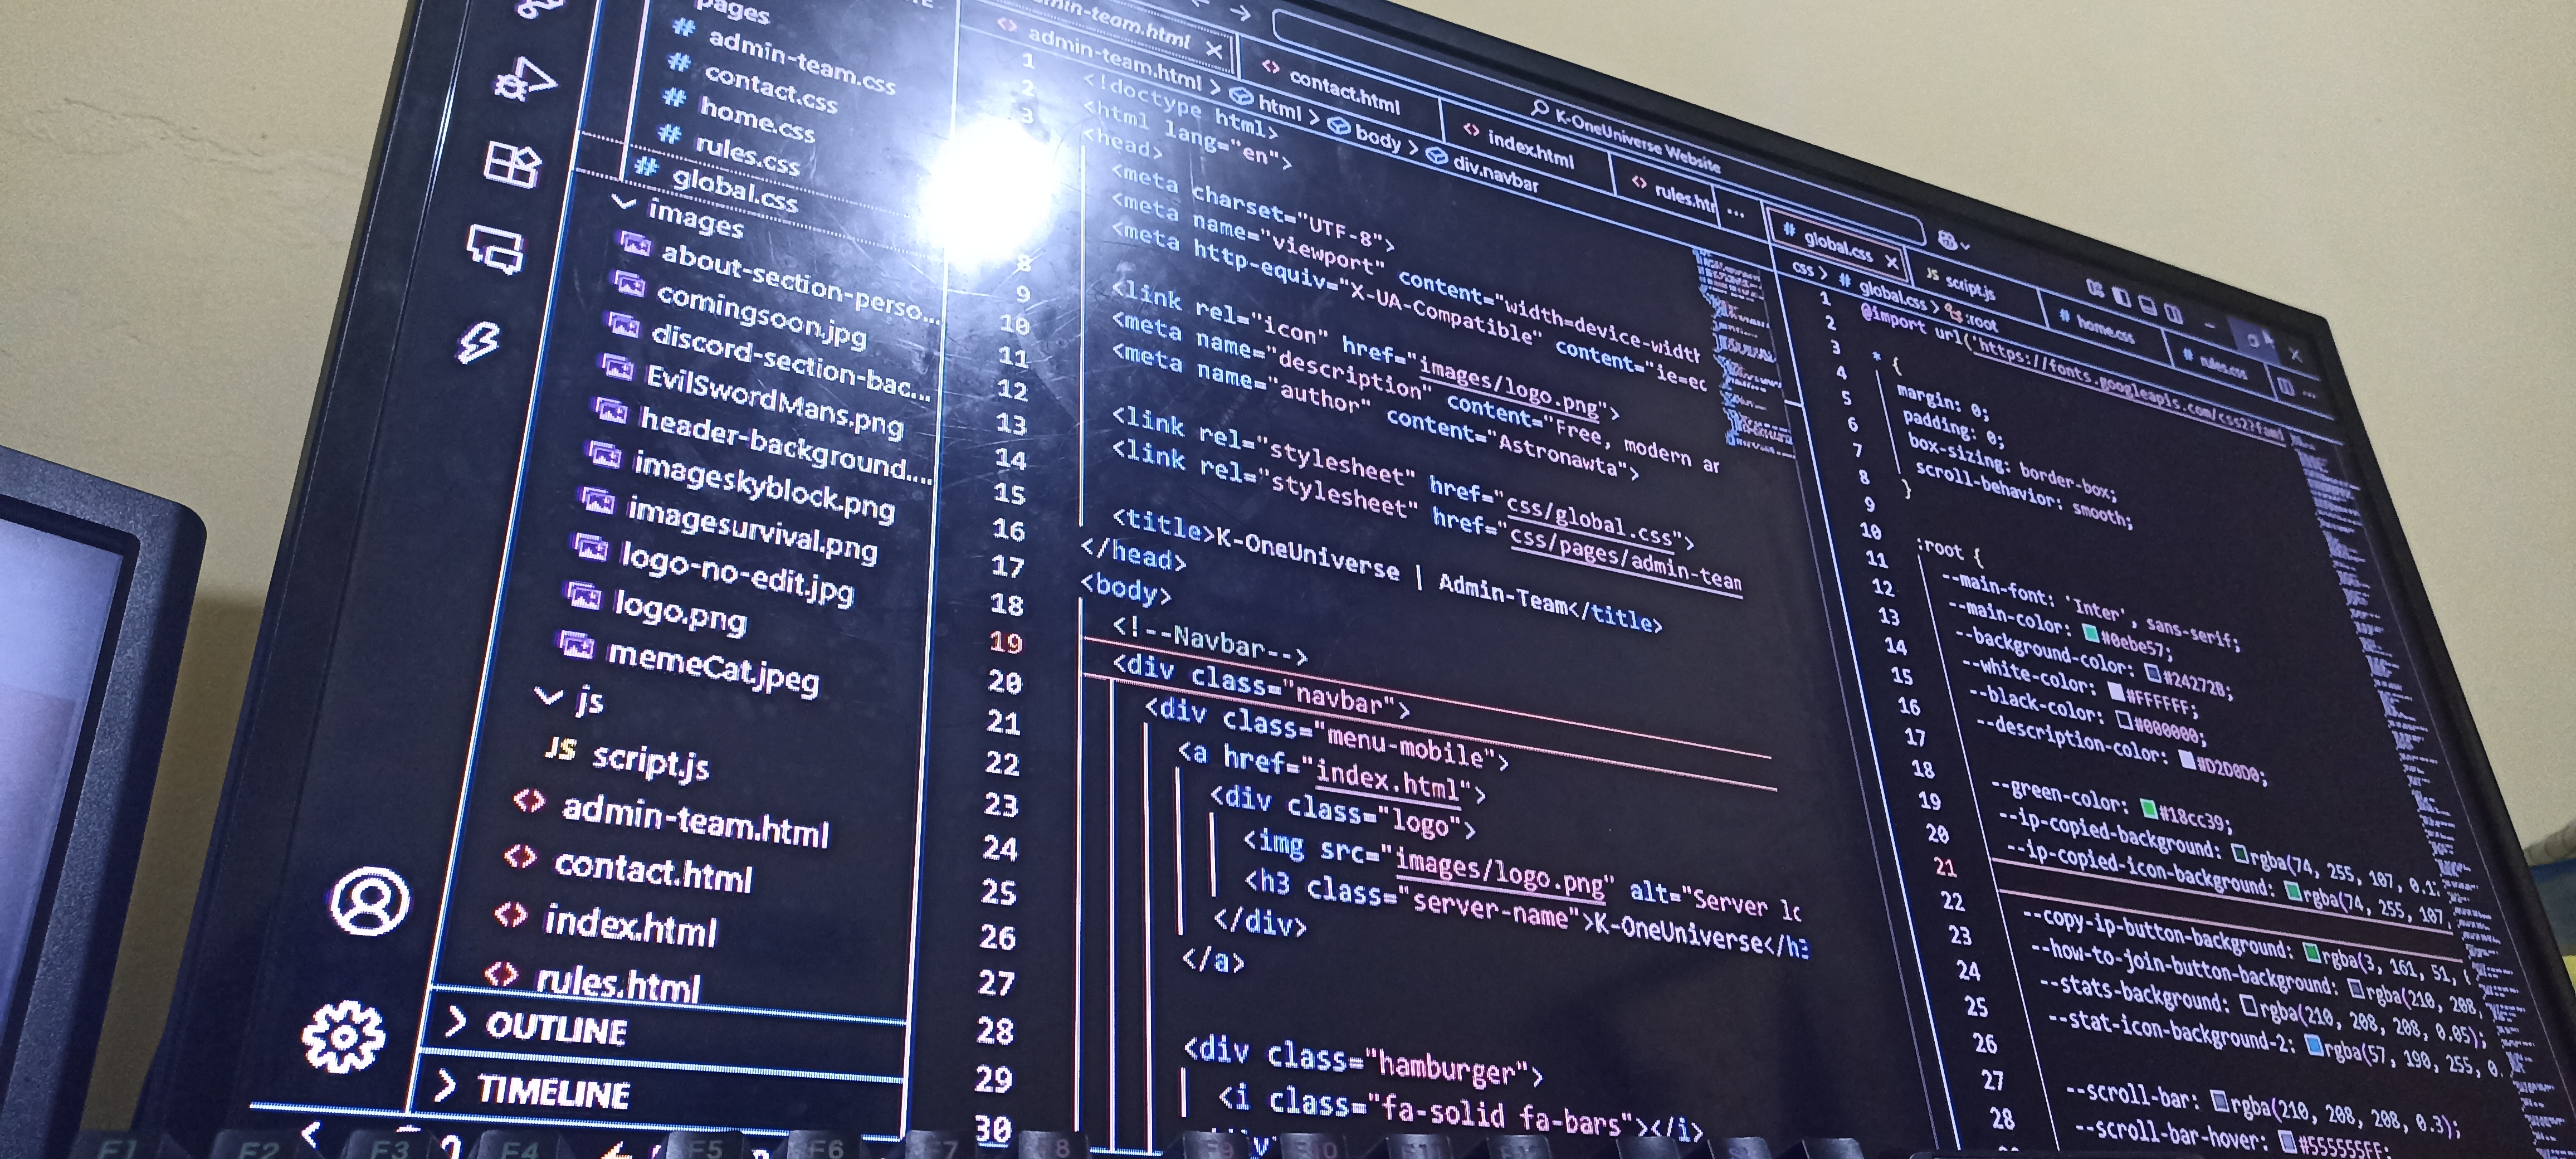 pages
# admin-team.css
# contact.css
# home.css
# rules.css
# global.css
images
about-section-perso...
comingsoon.jpg
discord-section-bac...
EvilSwordMans.png
header-background....
imageskyblock.png
imagesurvival.png
logo-no-edit.jpg
logo.png
memeCat.jpeg
js
JS script.js
<> admin-team.html
<> contact.html
<> index.html
<> rules.html
> OUTLINE
> TIMELINE
K-OneUniverse Website
min-team.html ×
<> contact.html
<> index.html
<> rules.htr
...
<> admin-team.html > html > body > div.navbar
1 <!doctype html>
2 <html lang="en">
3 <head>
<meta charset="UTF-8">
<meta name="viewport" content="width=device-width
<meta http-equiv="X-UA-Compatible" content="ie=ec
8 <link rel="icon" href="images/logo.png">
9 <meta name="description" content="Free, modern ar
10 <meta name="author" content="Astronawta">
11
12 <link rel="stylesheet" href="css/global.css">
13 <link rel="stylesheet" href="css/pages/admin-tean
14
15 <title>K-OneUniverse | Admin-Team</title>
16 </head>
17 <body>
18 <!--Navbar-->
19 <div class="navbar">
20 <div class="menu-mobile">
21 <a href="index.html">
22 <div class="logo">
23 <img src="images/logo.png" alt="Server lc
24 <h3 class="server-name">K-OneUniverse</h3
25 </div>
26 </a>
27
28 <div class="hamburger">
29 <i class="fa-solid fa-bars"></i>
30
# global.css ×
JS script.js
# home.css
# rules.css
...
css > # global.css > :root
1 @import url('https://fonts.googleapis.com/css2?fami
2
3 * {
4 margin: 0;
5 padding: 0;
6 box-sizing: border-box;
7 scroll-behavior: smooth;
8 }
9
10 :root {
11 --main-font: 'Inter', sans-serif;
12 --main-color: #0ebe57;
13 --background-color: #24272B;
14 --white-color: #FFFFFF;
15 --black-color: #000000;
16 --description-color: #D2D0D0;
17
18 --green-color: #18cc39;
19 --ip-copied-background: rgba(74, 255, 107, 0.1
20 --ip-copied-icon-background: rgba(74, 255, 107,
21
22 --copy-ip-button-background: rgba(3, 161, 51, (
23 --how-to-join-button-background: rgba(210, 208,
24 --stats-background: rgba(210, 208, 208, 0.05);
25 --stat-icon-background-2: rgba(57, 190, 255, 0.
26
27 --scroll-bar: rgba(210, 208, 208, 0.3);
28 --scroll-bar-hover: #555555FF;
F1 F2 F3 F4 F5 F6 F7 F8 F9 F10